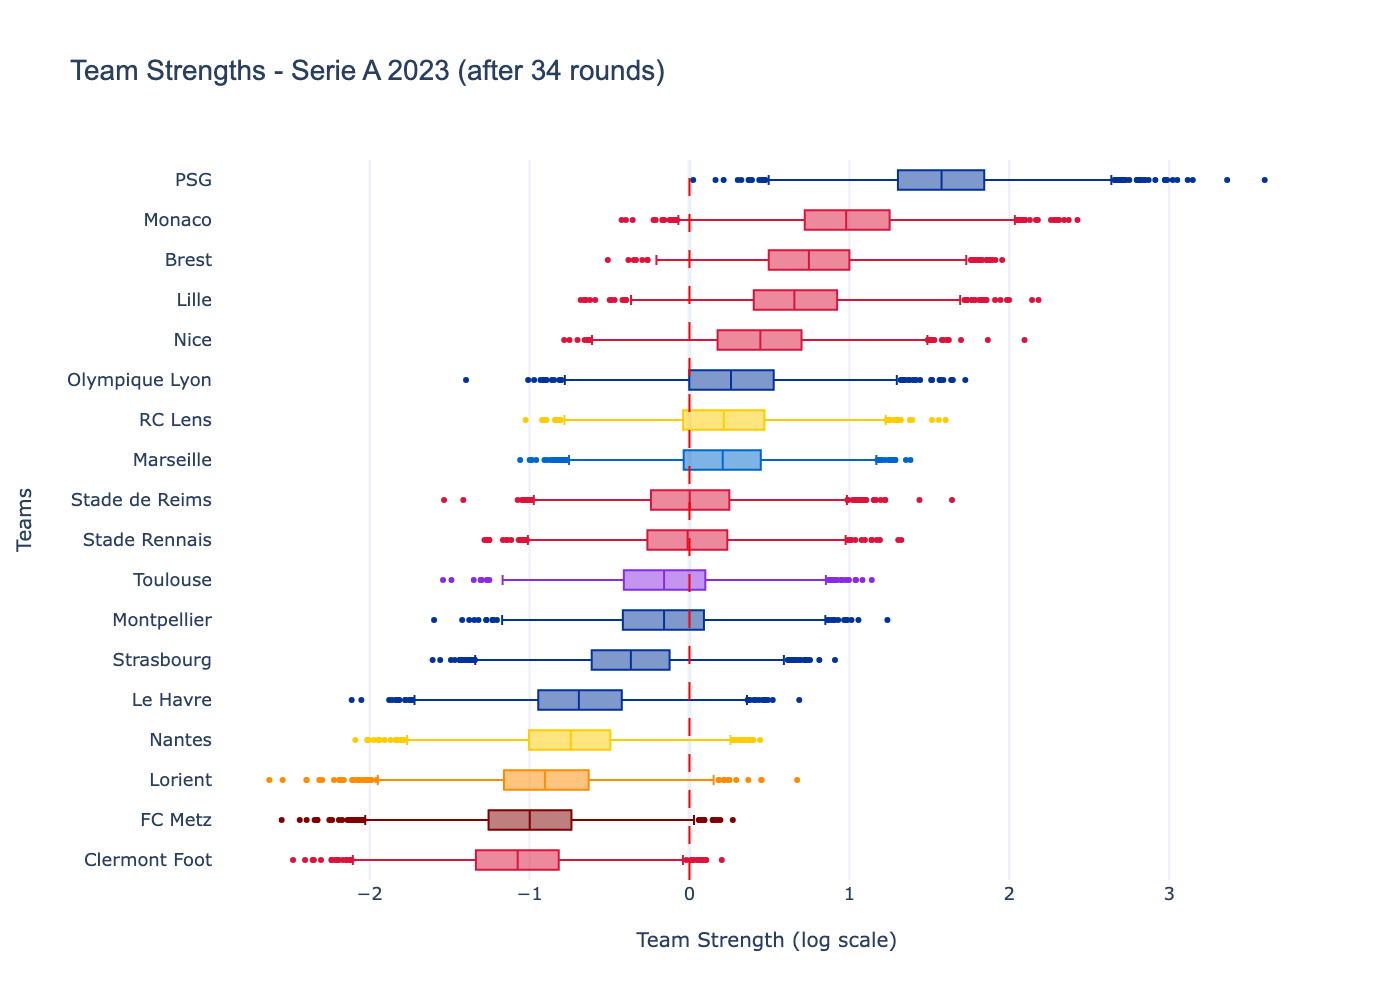 Team Strengths - Serie A 2023 (after 34 rounds)
Teams
PSG
Monaco
Brest
Lille
Nice
Olympique Lyon
RC Lens
Marseille
Stade de Reims
Stade Rennais
Toulouse
Montpellier
Strasbourg
Le Havre
Nantes
Lorient
FC Metz
Clermont Foot
−2 −1 0 1 2 3
Team Strength (log scale)